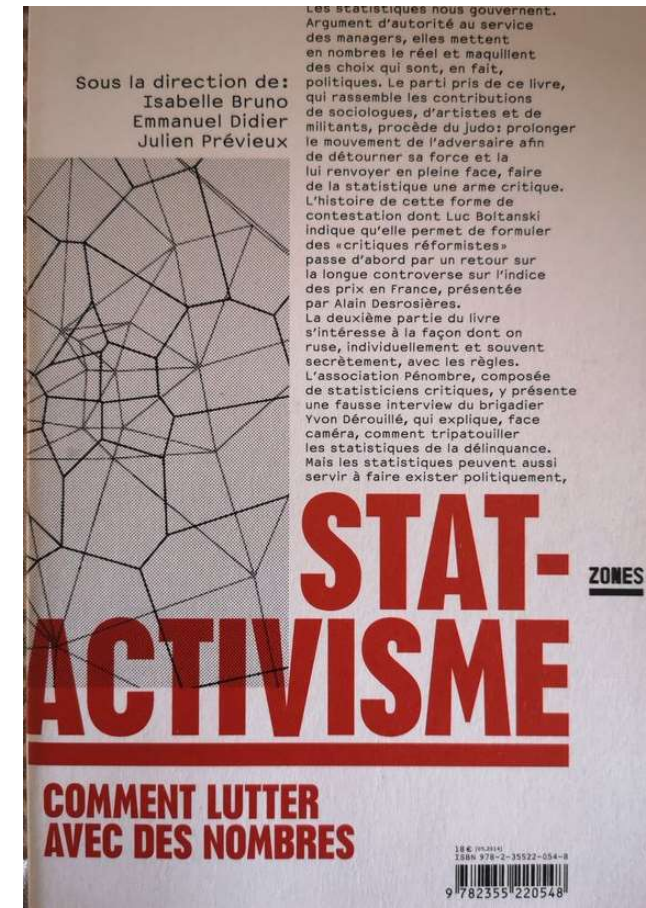 Les statistiques nous gouvernent.
Argument d'autorité au service
des managers, elles mettent
en nombres le réel et maquillent
des choix qui sont, en fait,
politiques. Le parti pris de ce livre,
qui rassemble les contributions
de sociologues, d'artistes et de
militants, procède du judo: prolonger
le mouvement de l'adversaire afin
de détourner sa force et la
lui renvoyer en pleine face, faire
de la statistique une arme critique.
L'histoire de cette forme de
contestation dont Luc Boltanski
indique qu'elle permet de formuler
des «critiques réformistes»
passe d'abord par un retour sur
la longue controverse sur l'indice
des prix en France, présentée
par Alain Desrosières.
La deuxième partie du livre
s'intéresse à la façon dont on
ruse, individuellement et souvent
secrètement, avec les règles.
L'association Pénombre, composée
de statisticiens critiques, y présente
une fausse interview du brigadier
Yvon Dérouillé, qui explique, face
caméra, comment tripatouiller
les statistiques de la délinquance.
Mais les statistiques peuvent aussi
servir à faire exister politiquement,
Sous la direction de:
Isabelle Bruno
Emmanuel Didier
Julien Prévieux
STAT-
ACTIVISME
ZONES
COMMENT LUTTER
AVEC DES NOMBRES
18 € [05.2014]
ISBN 978-2-35522-054-8
9 782355 220548